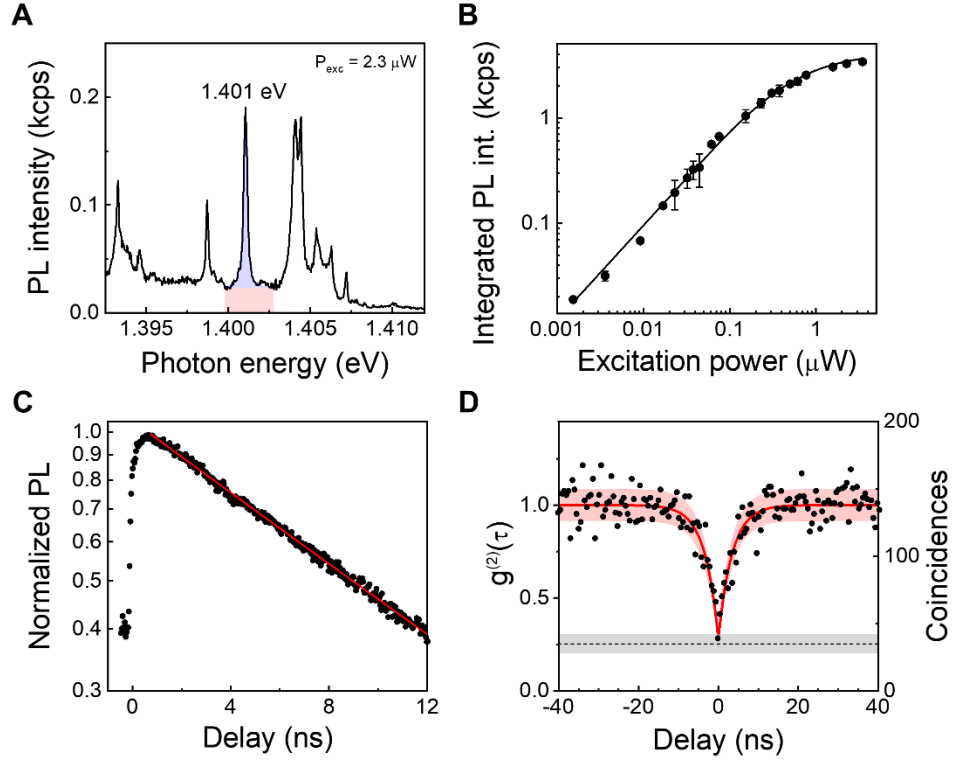 A
P_exc = 2.3 μW
1.401 eV
PL intensity (kcps)
0.2
0.1
0.0
1.395 1.400 1.405 1.410
Photon energy (eV)
B
Integrated PL int. (kcps)
1
0.1
0.001 0.01 0.1 1
Excitation power (μW)
C
Normalized PL
1.0
0.9
0.8
0.7
0.6
0.5
0.4
0.3
0 4 8 12
Delay (ns)
D
g⁽²⁾(τ)
1.0
0.5
0.0
200
100
0
Coincidences
-40 -20 0 20 40
Delay (ns)